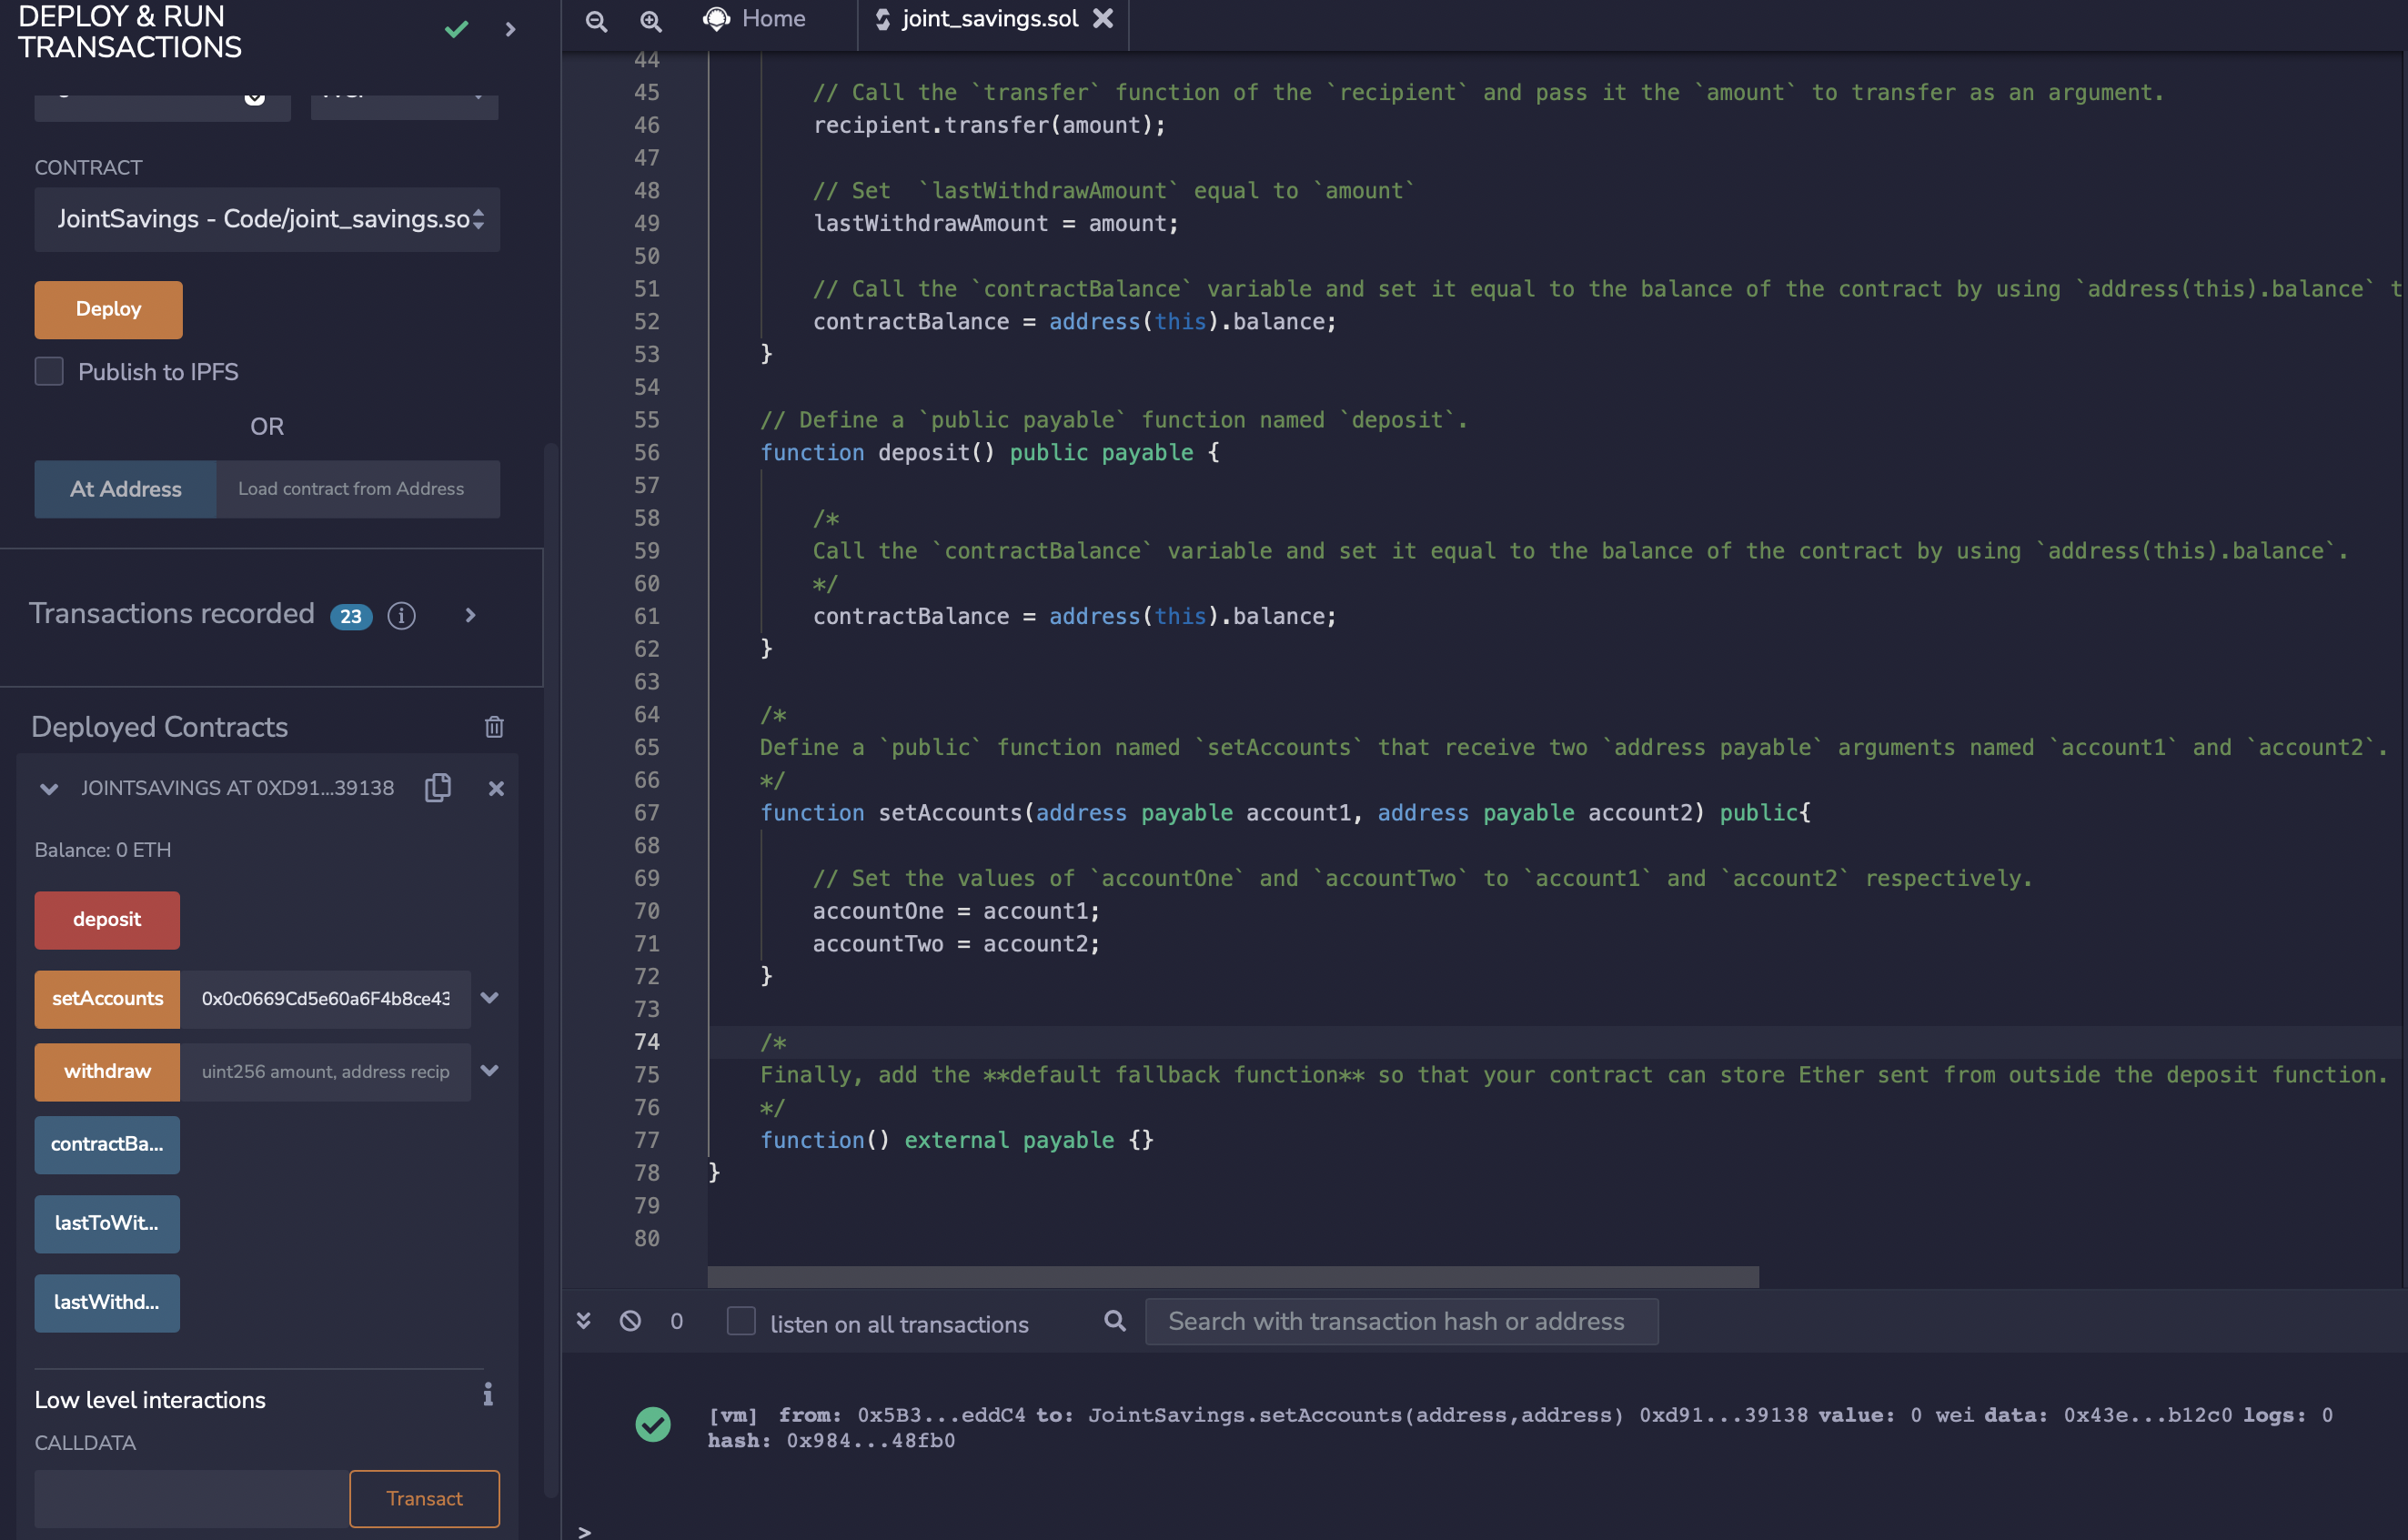 DEPLOY & RUN
TRANSACTIONS
CONTRACT
JointSavings - Code/joint_savings.so
Deploy
Publish to IPFS
OR
At Address
Load contract from Address
Transactions recorded 23
Deployed Contracts
JOINTSAVINGS AT 0XD91...39138
Balance: 0 ETH
deposit
setAccounts
0x0c0669Cd5e60a6F4b8ce43
withdraw
uint256 amount, address recip
contractBa...
lastToWit...
lastWithd...
Low level interactions
CALLDATA
Transact
Home
joint_savings.sol
44
45 // Call the `transfer` function of the `recipient` and pass it the `amount` to transfer as an argument.
46 recipient.transfer(amount);
47
48 // Set  `lastWithdrawAmount` equal to `amount`
49 lastWithdrawAmount = amount;
50
51 // Call the `contractBalance` variable and set it equal to the balance of the contract by using `address(this).balance` t
52 contractBalance = address(this).balance;
53 }
54
55 // Define a `public payable` function named `deposit`.
56 function deposit() public payable {
57
58 /*
59 Call the `contractBalance` variable and set it equal to the balance of the contract by using `address(this).balance`.
60 */
61 contractBalance = address(this).balance;
62 }
63
64 /*
65 Define a `public` function named `setAccounts` that receive two `address payable` arguments named `account1` and `account2`.
66 */
67 function setAccounts(address payable account1, address payable account2) public{
68
69 // Set the values of `accountOne` and `accountTwo` to `account1` and `account2` respectively.
70 accountOne = account1;
71 accountTwo = account2;
72 }
73
74 /*
75 Finally, add the **default fallback function** so that your contract can store Ether sent from outside the deposit function.
76 */
77 function() external payable {}
78 }
79
80
0
listen on all transactions
Search with transaction hash or address
[vm] from: 0x5B3...eddC4 to: JointSavings.setAccounts(address,address) 0xd91...39138 value: 0 wei data: 0x43e...b12c0 logs: 0
hash: 0x984...48fb0
>